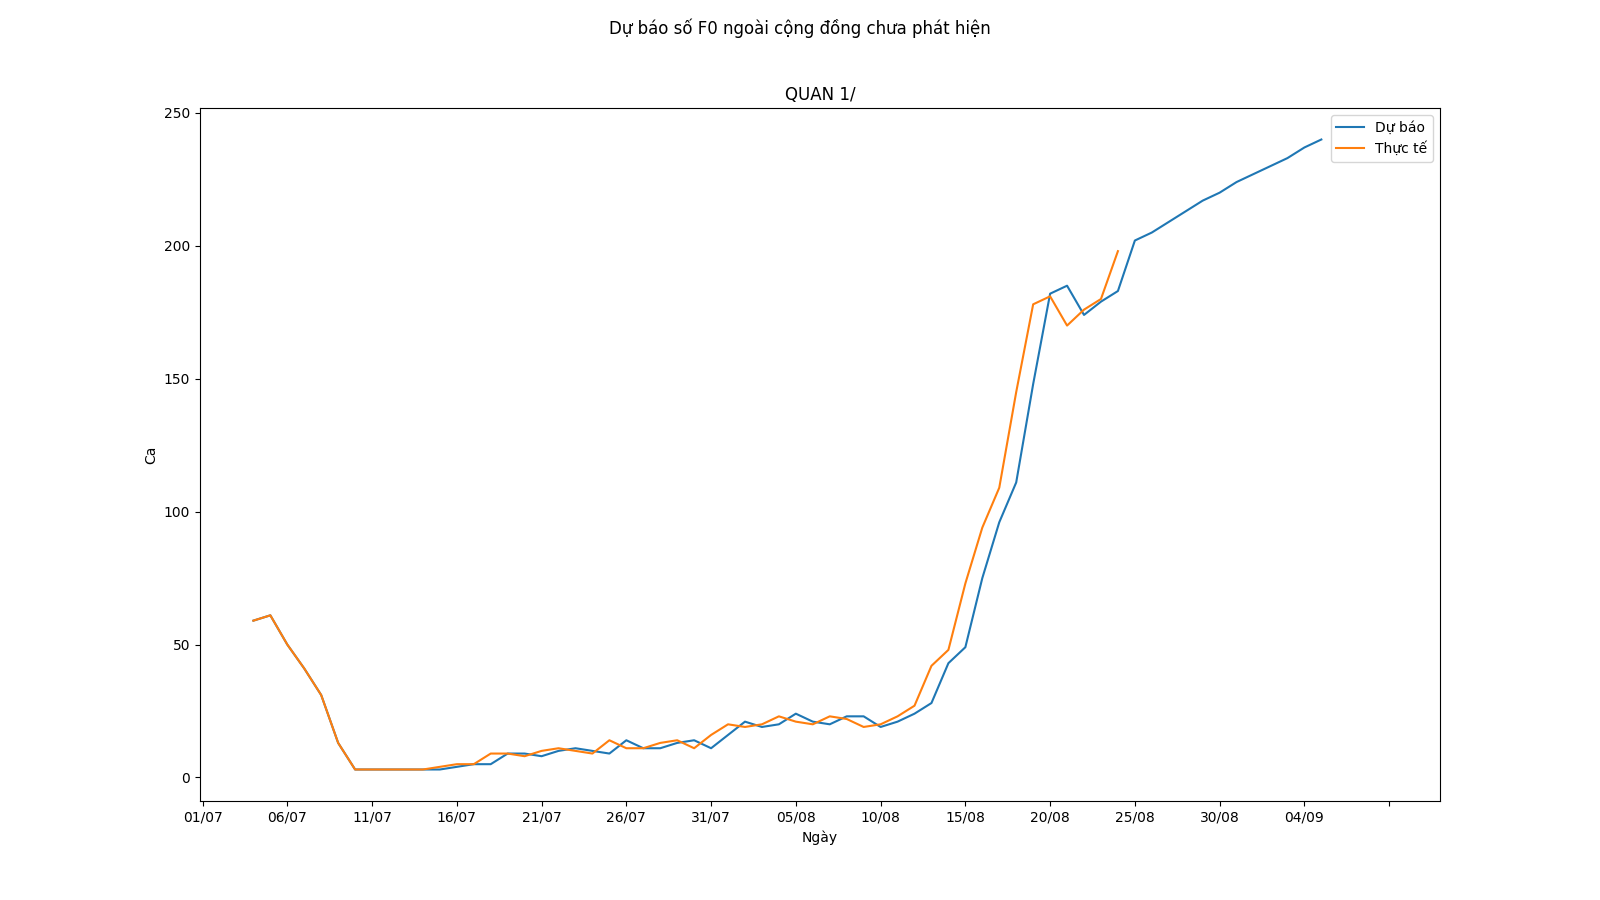 Dự báo số F0 ngoài cộng đồng chưa phát hiện
QUAN 1/
Dự báo
Thực tế
250
200
150
100
50
0
Ca
01/07 06/07 11/07 16/07 21/07 26/07 31/07 05/08 10/08 15/08 20/08 25/08 30/08 04/09
Ngày